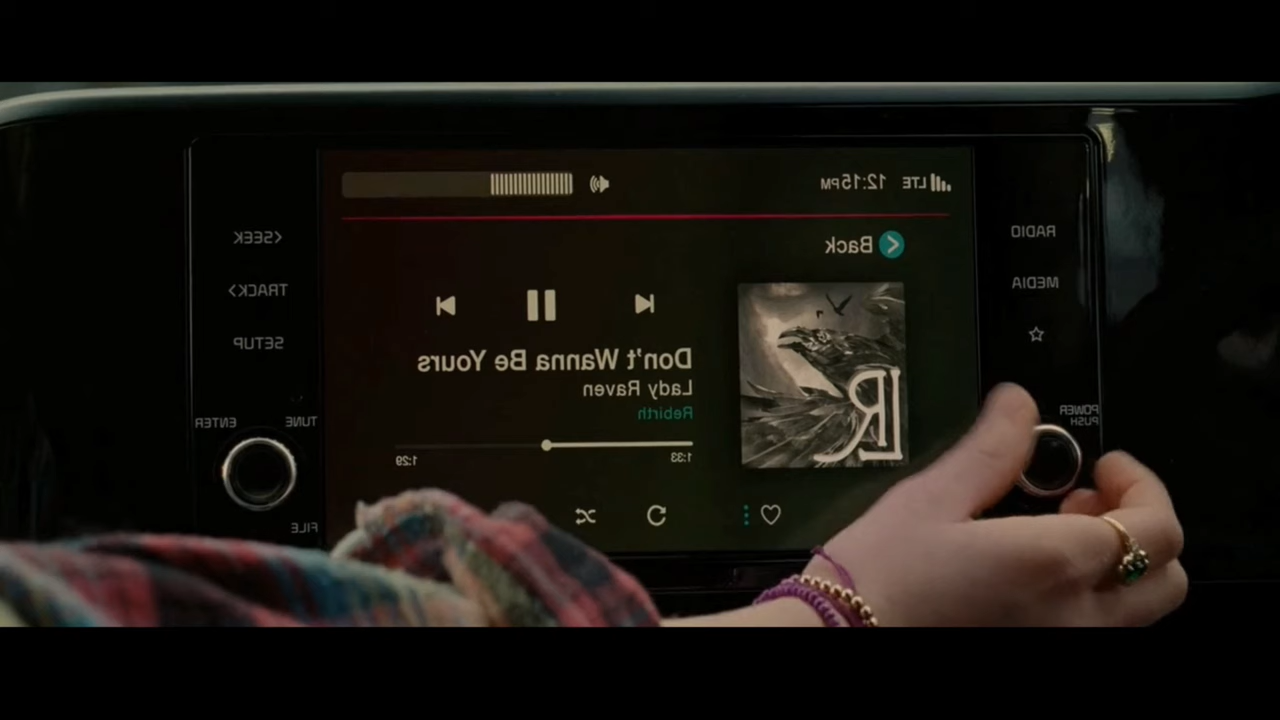 LTE 12:15PM
Back
Don't Wanna Be Yours
Lady Raven
Rebirth
1:33
1:29
LR
RADIO
MEDIA
POWER
PUSH
<SEEK
TRACK>
SETUP
TUNE
ENTER
FILE